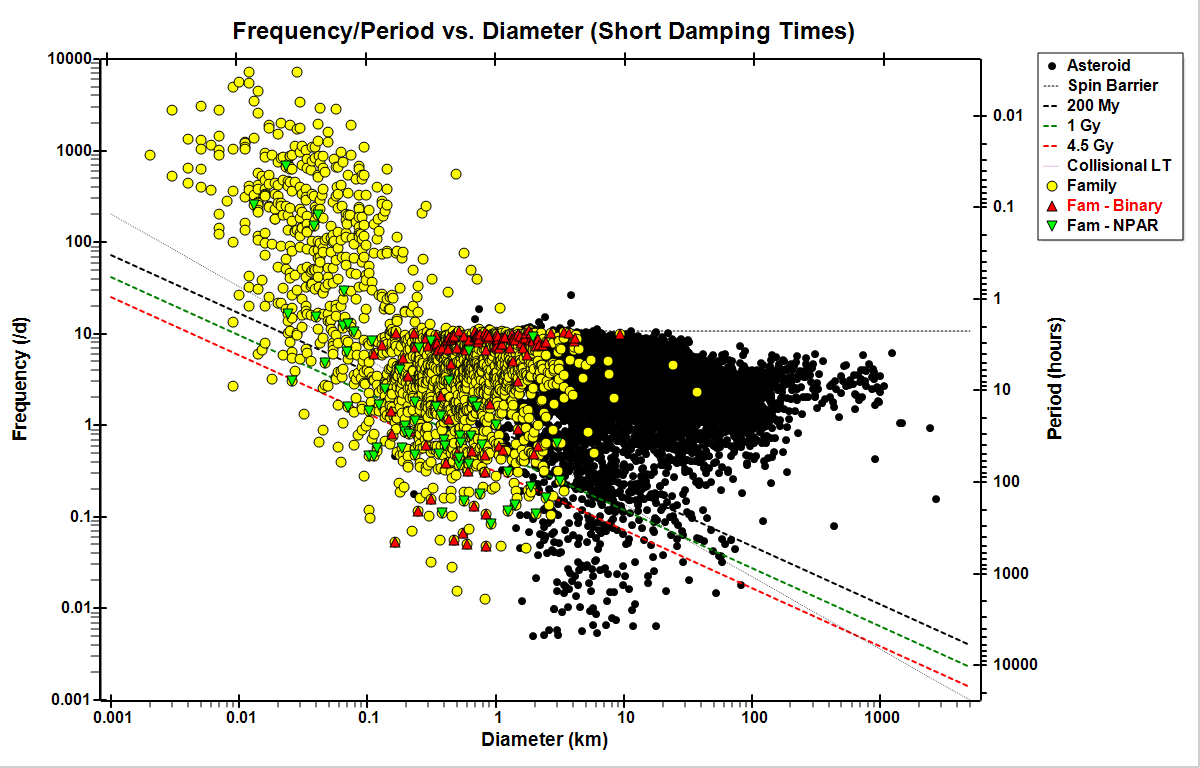 Frequency/Period vs. Diameter (Short Damping Times)
Asteroid
Spin Barrier
200 My
1 Gy
4.5 Gy
Collisional LT
Family
Fam - Binary
Fam - NPAR
Frequency (/d)
10000
1000
100
10
1
0.1
0.01
0.001
0.001
0.01
0.1
1
10
100
1000
Diameter (km)
0.01
0.1
1
10
100
1000
10000
Period (hours)